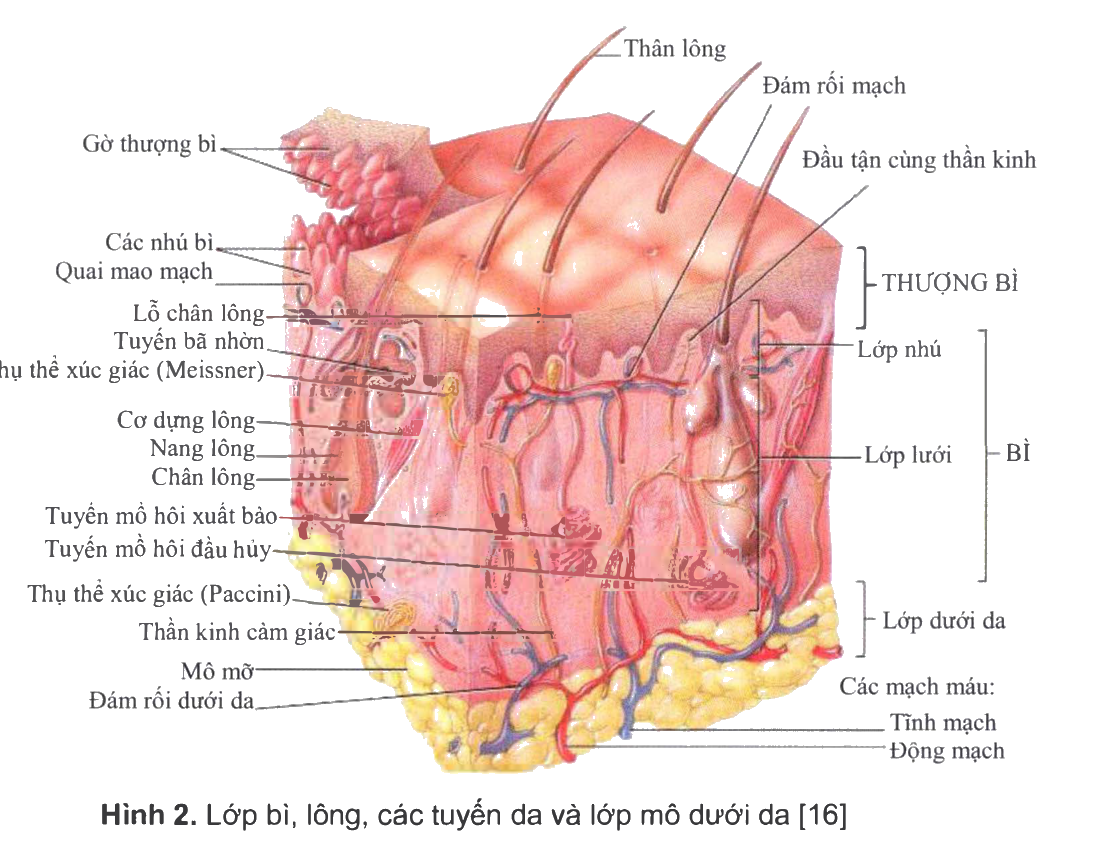 Thân lông
Đám rối mạch
Đầu tận cùng thần kinh
Gờ thượng bì
Các nhú bì
Quai mao mạch
Lỗ chân lông
Tuyến bã nhờn
hụ thể xúc giác (Meissner)
Cơ dựng lông
Nang lông
Chân lông
Tuyến mồ hôi xuất bào
Tuyến mồ hôi đầu hủy
Thụ thể xúc giác (Paccini)
Thần kinh cảm giác
Mô mỡ
Đám rối dưới da
THƯỢNG BÌ
Lớp nhú
Lớp lưới
BÌ
Lớp dưới da
Các mạch máu:
Tĩnh mạch
Động mạch
Hình 2. Lớp bì, lông, các tuyến da và lớp mô dưới da [16]